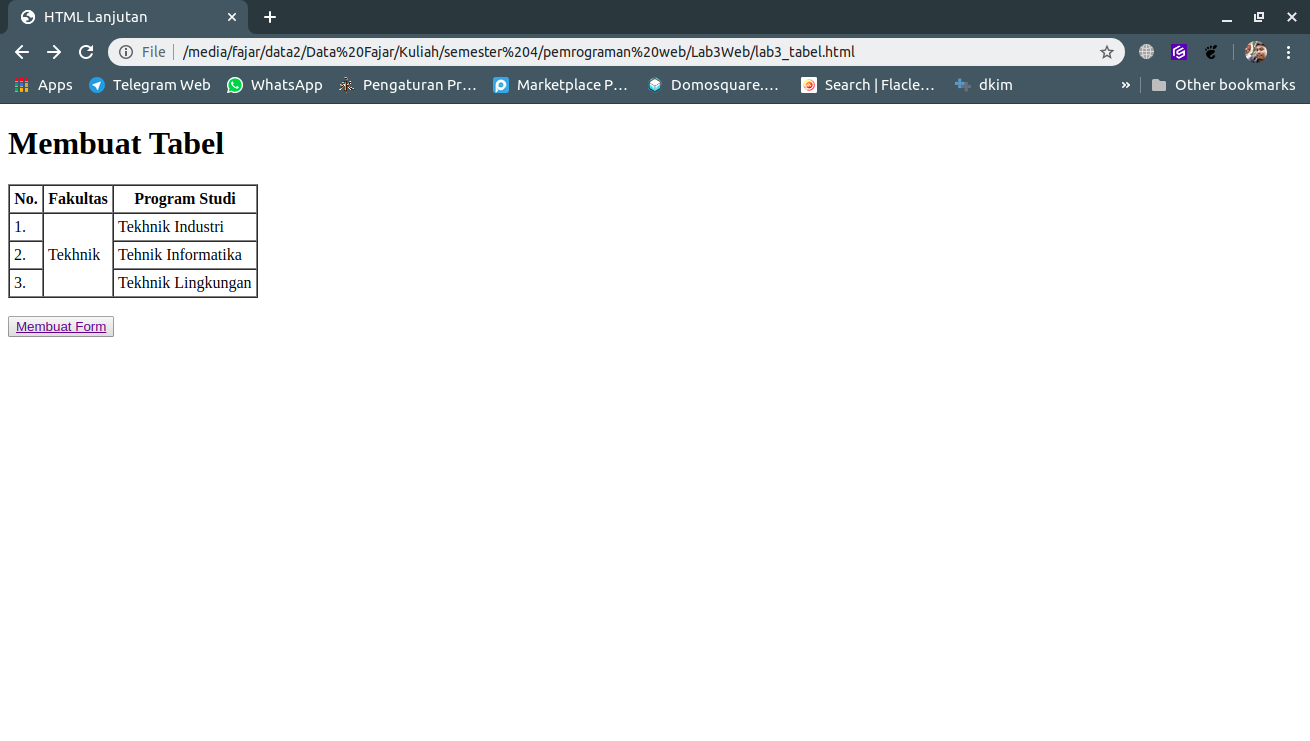 HTML Lanjutan
File /media/fajar/data2/Data%20Fajar/Kuliah/semester%204/pemrograman%20web/Lab3Web/lab3_tabel.html
Apps Telegram Web WhatsApp Pengaturan Pr... Marketplace P... Domosquare.... Search | Flacle... dkim » Other bookmarks
Membuat Tabel
No. Fakultas Program Studi
1. Tekhnik Industri
2. Tekhnik Tehnik Informatika
3. Tekhnik Lingkungan
Membuat Form